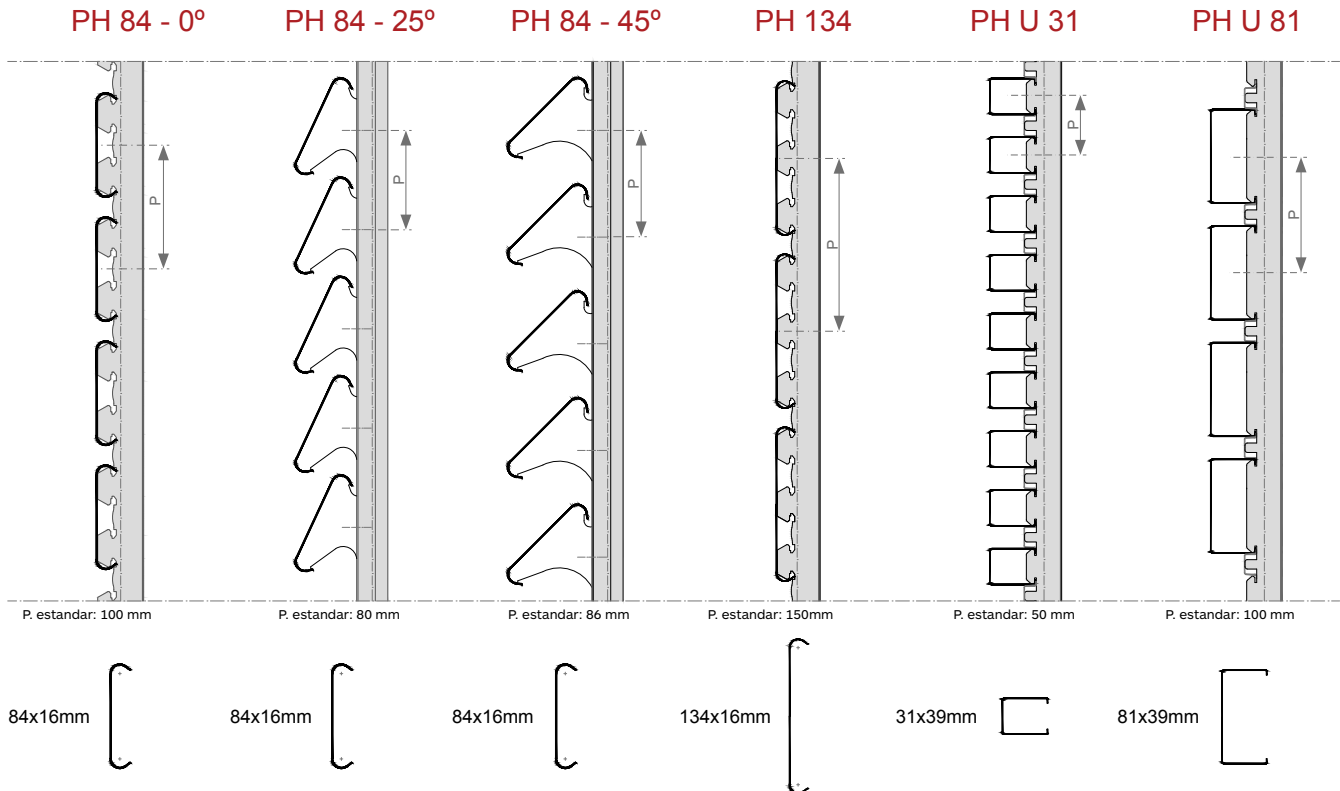 PH 84 - 0º
PH 84 - 25º
PH 84 - 45º
PH 134
PH U 31
PH U 81
P
P
P
P
P
P
P. estandar: 100 mm
P. estandar: 80 mm
P. estandar: 86 mm
P. estandar: 150mm
P. estandar: 50 mm
P. estandar: 100 mm
84x16mm
84x16mm
84x16mm
134x16mm
31x39mm
81x39mm